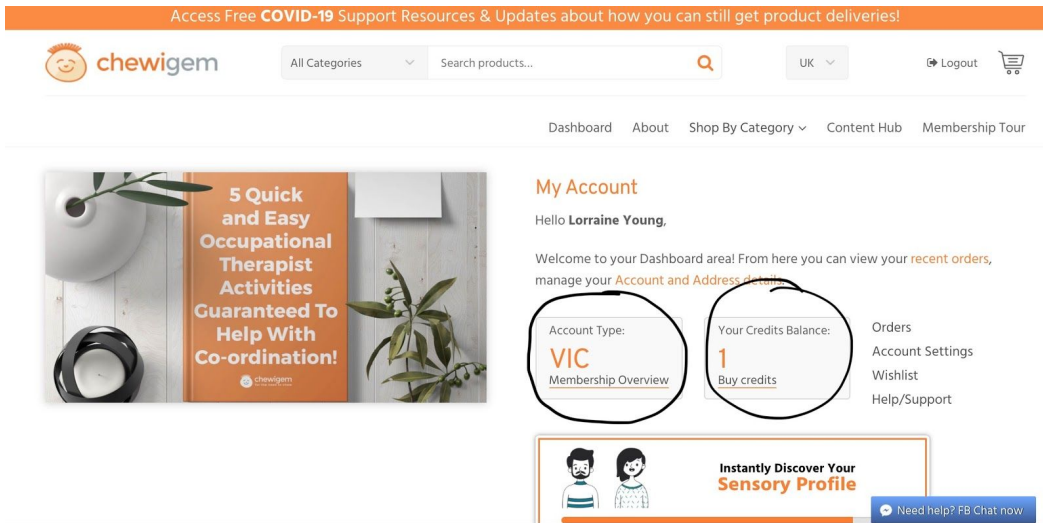 Access Free COVID-19 Support Resources & Updates about how you can still get product deliveries!
chewigem
All Categories
Search products...
UK
Logout
Dashboard
About
Shop By Category
Content Hub
Membership Tour
5 Quick
and Easy
Occupational
Therapist
Activities
Guaranteed To
Help With
Co-ordination!
chewigem
My Account
Hello Lorraine Young,
Welcome to your Dashboard area! From here you can view your recent orders,
manage your Account and Address details.
Account Type:
VIC
Membership Overview
Your Credits Balance:
1
Buy credits
Orders
Account Settings
Wishlist
Help/Support
Instantly Discover Your
Sensory Profile
Need help? FB Chat now